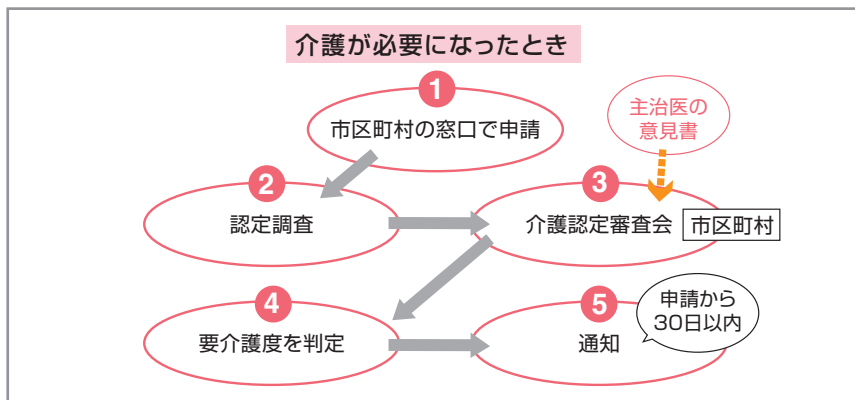 介護が必要になったとき
1
市区町村の窓口で申請
主治医の
意見書
2
認定調査
3
介護認定審査会
市区町村
4
要介護度を判定
5
通知
申請から
30日以内